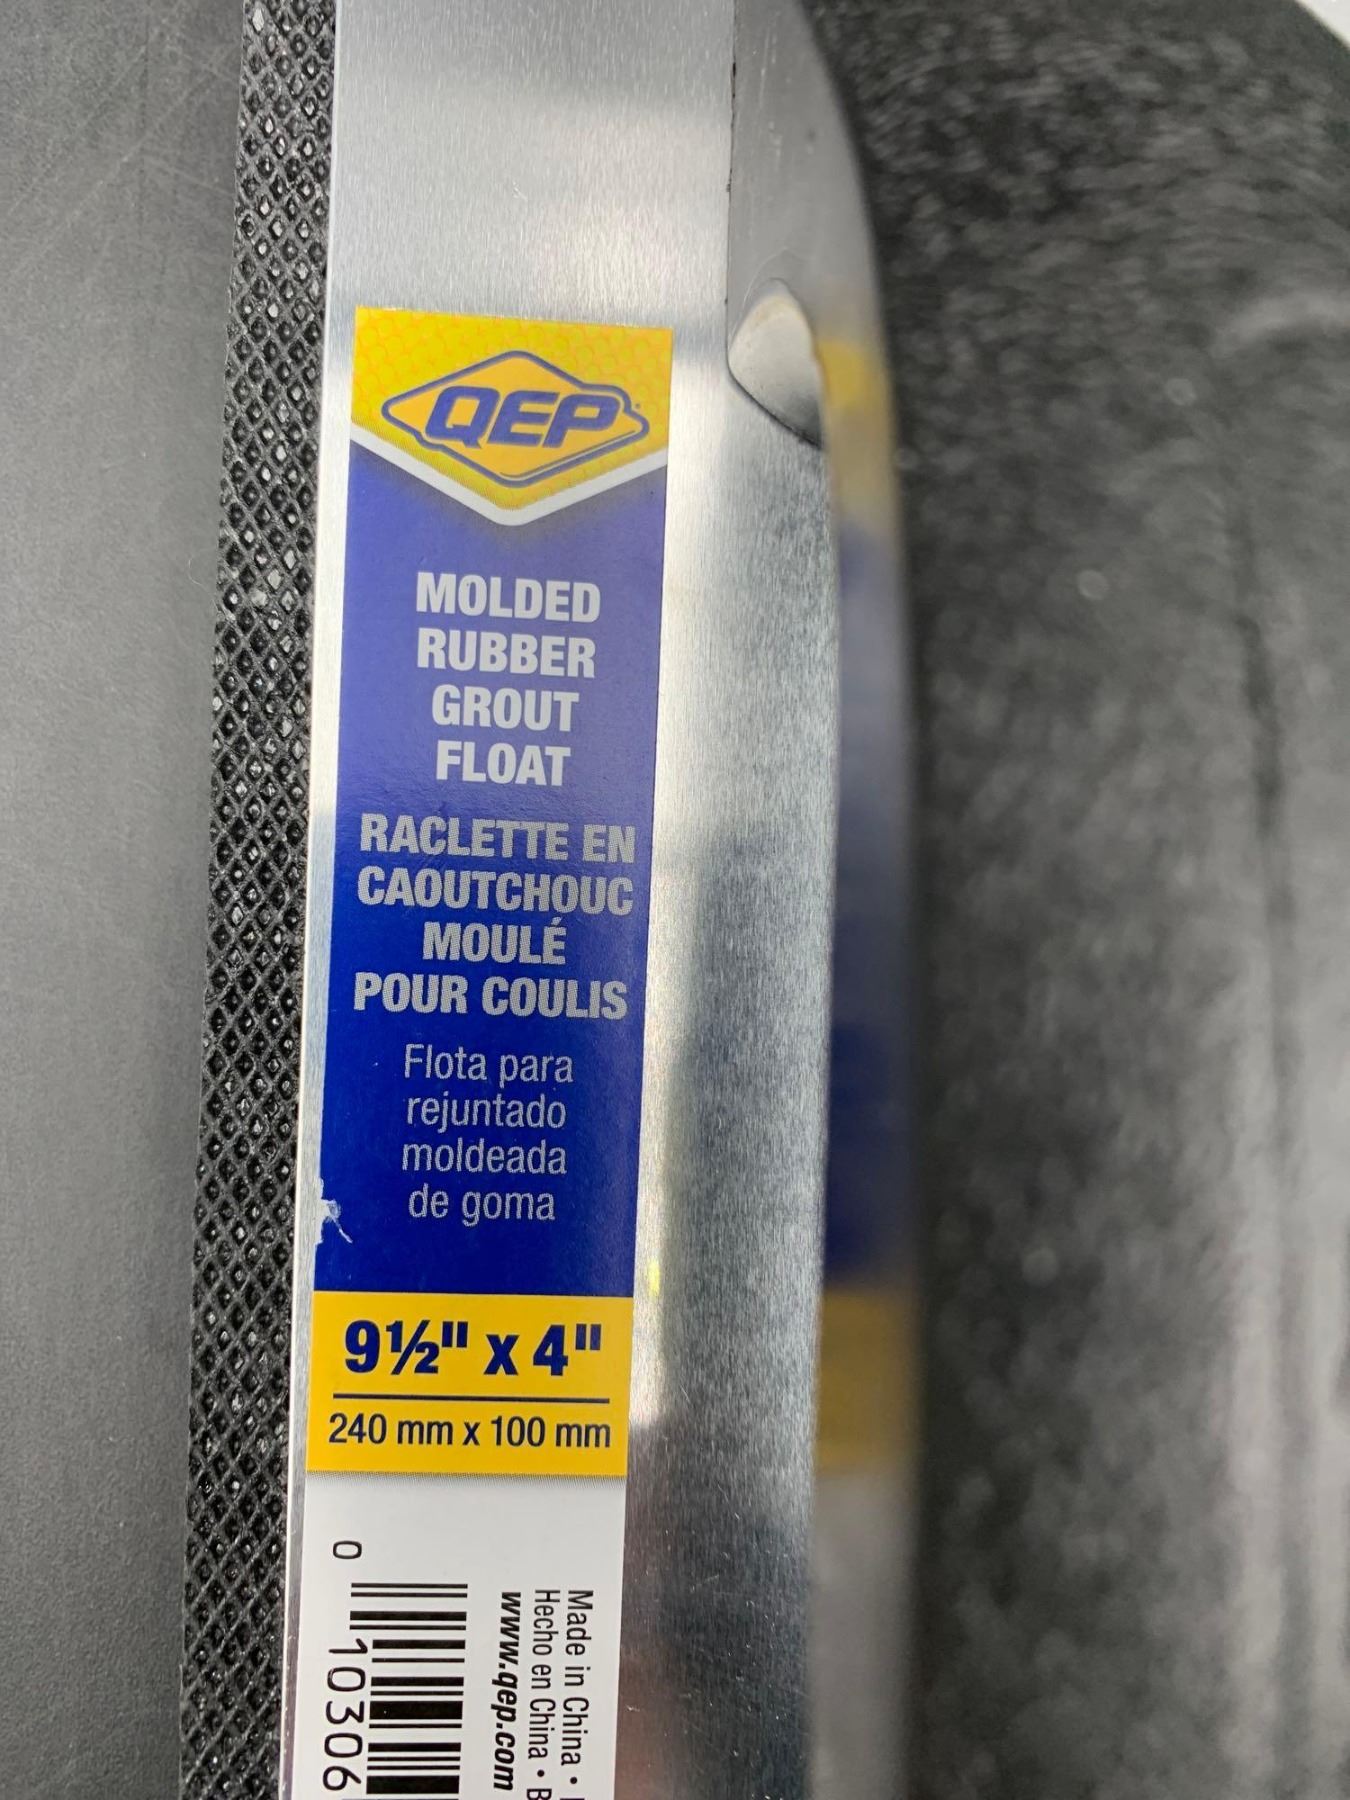 QEP
MOLDED
RUBBER
GROUT
FLOAT
RACLETTE EN
CAOUTCHOUC
MOULÉ
POUR COULIS
Flota para
rejuntado
moldeada
de goma
9½" x 4"
240 mm x 100 mm
0 10306
Made in China •
Hecho en China •
www.qep.com